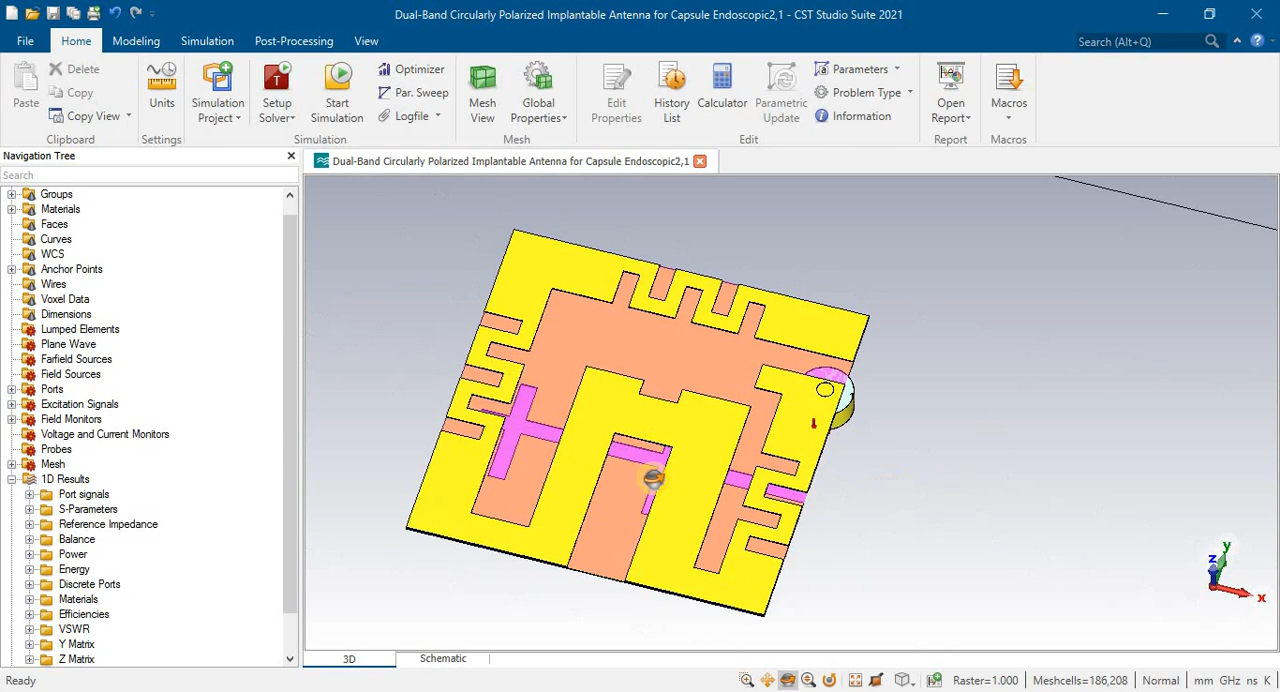 Dual-Band Circularly Polarized Implantable Antenna for Capsule Endoscopic2,1 - CST Studio Suite 2021
File Home Modeling Simulation Post-Processing View Search (Alt+Q)
Paste Delete Copy Copy View
Units
Simulation Project Setup Solver Start Simulation Optimizer Par. Sweep Logfile
Mesh View Global Properties
Edit Properties History List Calculator Parametric Update Parameters Problem Type Information
Open Report Macros
Clipboard Settings Simulation Mesh Edit Report Macros
Navigation Tree
Dual-Band Circularly Polarized Implantable Antenna for Capsule Endoscopic2,1
Search
Groups
Materials
Faces
Curves
WCS
Anchor Points
Wires
Voxel Data
Dimensions
Lumped Elements
Plane Wave
Farfield Sources
Field Sources
Ports
Excitation Signals
Field Monitors
Voltage and Current Monitors
Probes
Mesh
1D Results
Port signals
S-Parameters
Reference Impedance
Balance
Power
Energy
Discrete Ports
Materials
Efficiencies
VSWR
Y Matrix
Z Matrix
y
z
x
3D Schematic
Ready Raster=1.000 Meshcells=186,208 Normal mm GHz ns K